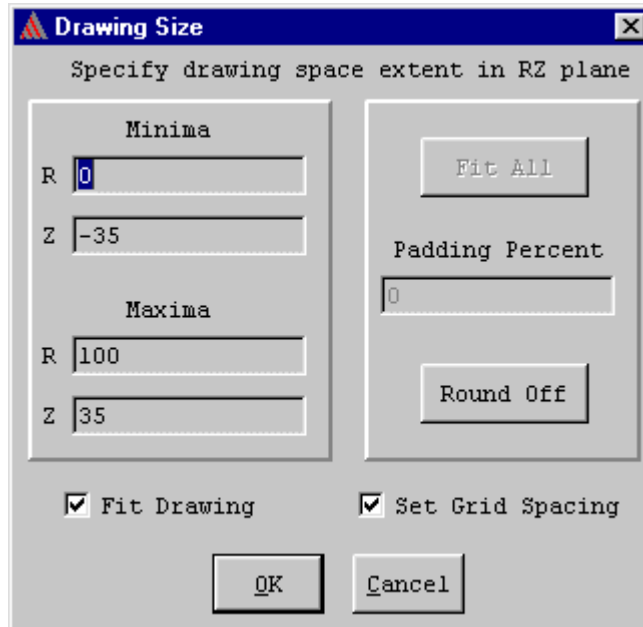 Drawing Size
Specify drawing space extent in RZ plane
Minima
R 0
Z -35
Maxima
R 100
Z 35
Fit All
Padding Percent
0
Round Off
Fit Drawing
Set Grid Spacing
OK
Cancel